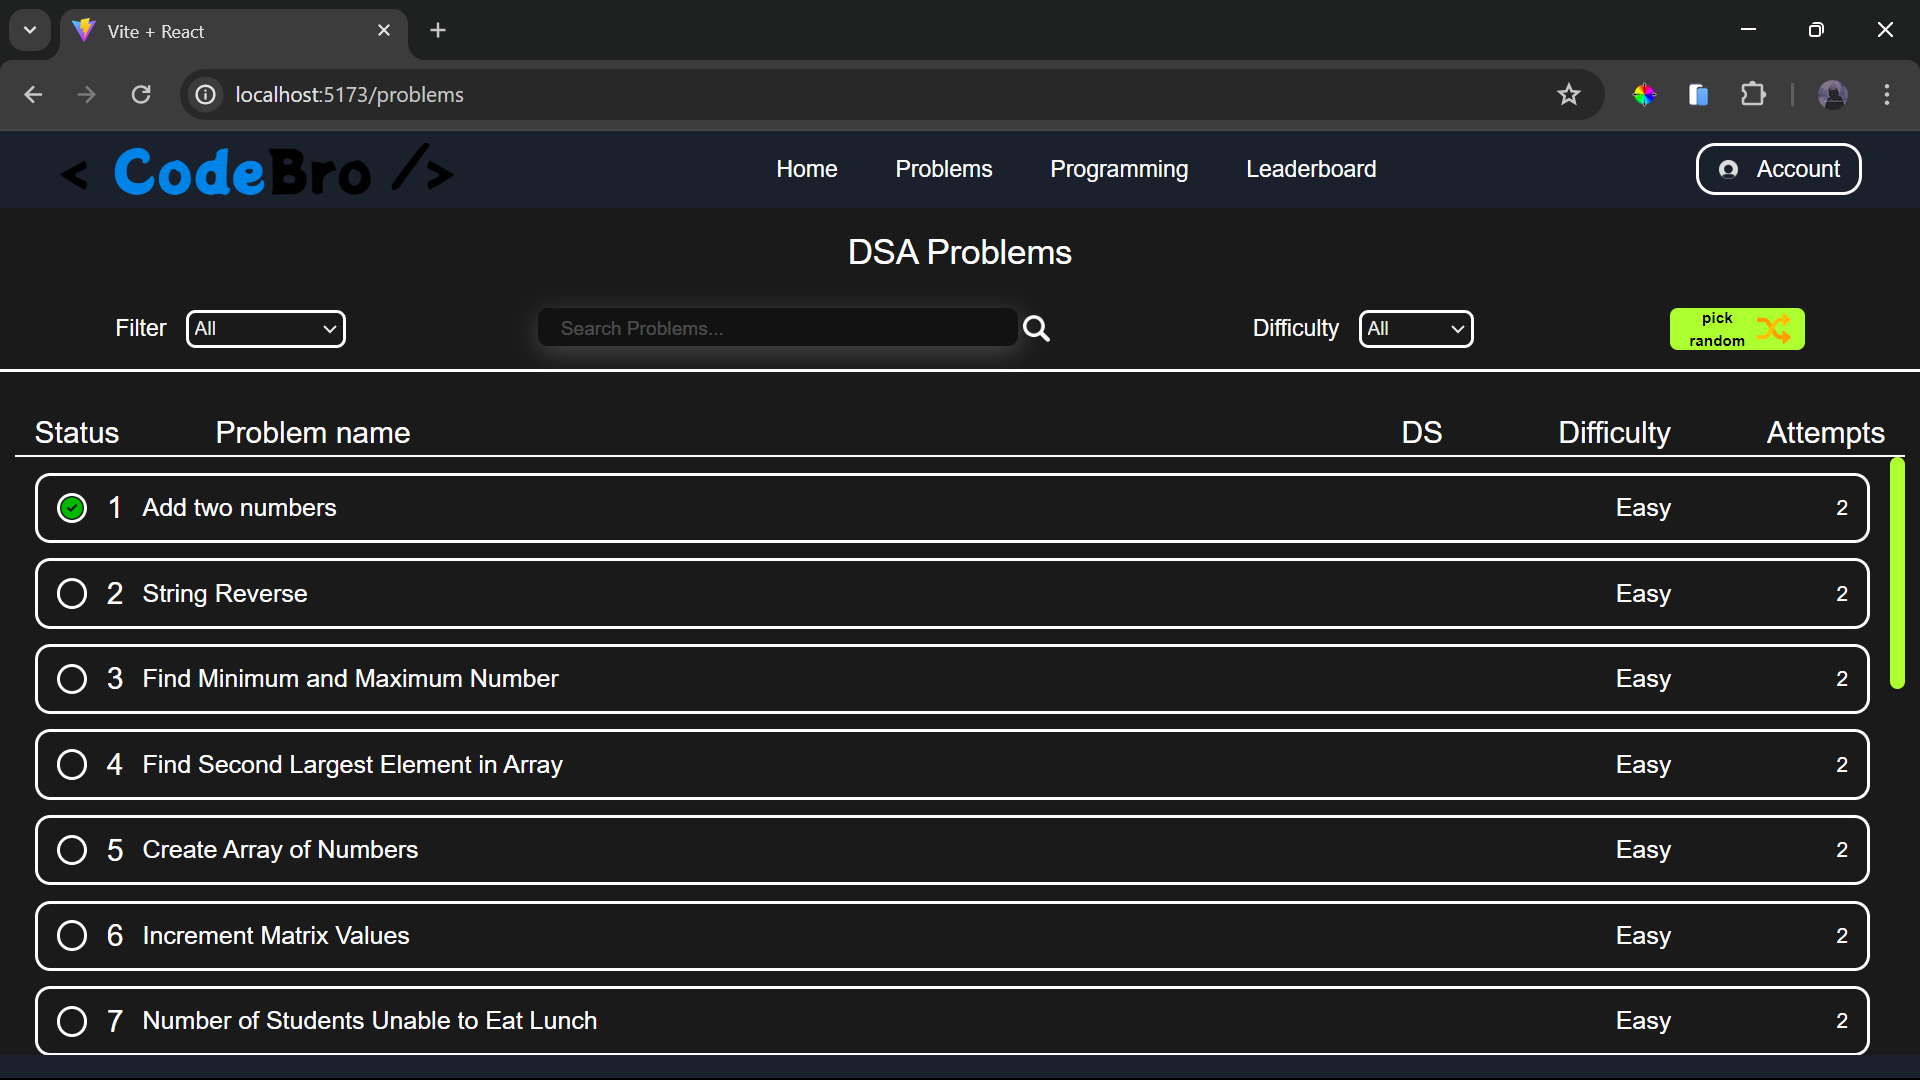 Vite + React
localhost:5173/problems
< CodeBro />
Home Problems Programming Leaderboard Account
DSA Problems
Filter All Search Problems... Difficulty All pick random
Status Problem name DS Difficulty Attempts
1 Add two numbers Easy 2
2 String Reverse Easy 2
3 Find Minimum and Maximum Number Easy 2
4 Find Second Largest Element in Array Easy 2
5 Create Array of Numbers Easy 2
6 Increment Matrix Values Easy 2
7 Number of Students Unable to Eat Lunch Easy 2